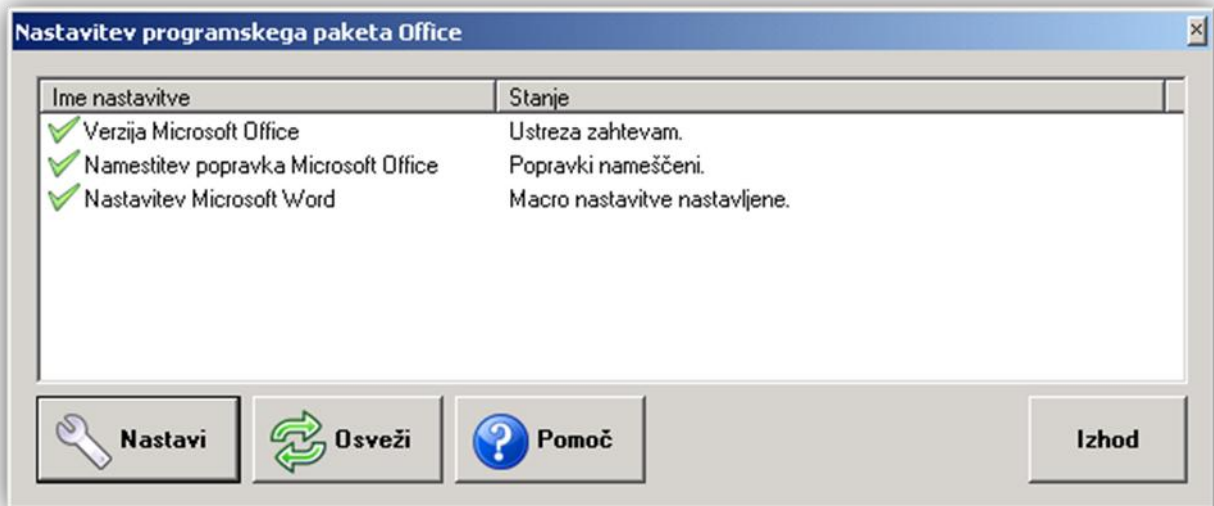 Nastavitev programskega paketa Office
Ime nastavitve Stanje
Verzija Microsoft Office Ustreza zahtevam.
Namestitev popravka Microsoft Office Popravki nameščeni.
Nastavitev Microsoft Word Macro nastavitve nastavljene.
Nastavi Osveži Pomoč Izhod